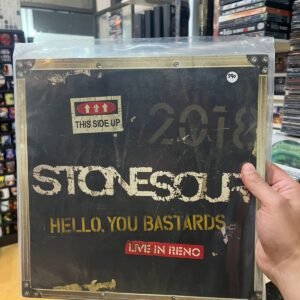 THIS SIDE UP
2018
STONE SOUR
HELLO, YOU BASTARDS
LIVE IN RENO